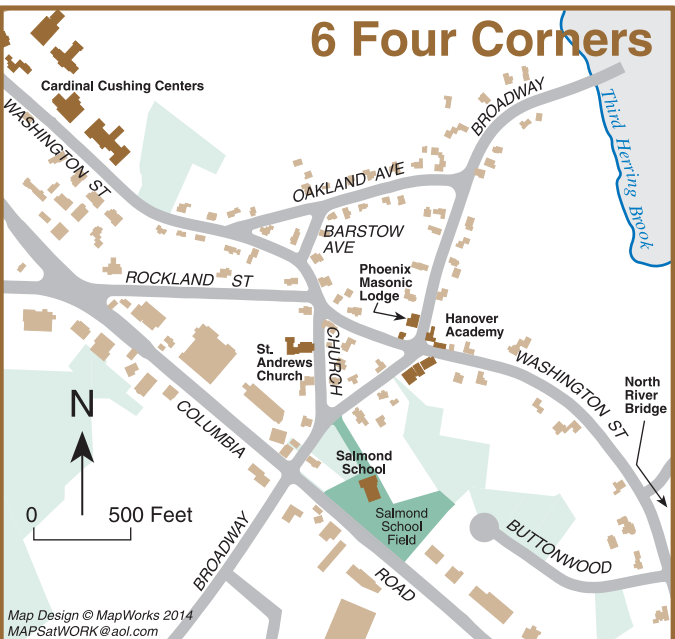 6 Four Corners
Cardinal Cushing Centers
WASHINGTON ST
BROADWAY
Third Herring Brook
OAKLAND AVE
BARSTOW
AVE
ROCKLAND ST
Phoenix
Masonic
Lodge
Hanover
Academy
St.
Andrews
Church
CHURCH
WASHINGTON ST
North
River
Bridge
COLUMBIA
N
Salmond
School
0 500 Feet
Salmond
School
Field
BUTTONWOOD
BROADWAY
ROAD
Map Design © MapWorks 2014
MAPSatWORK@aol.com